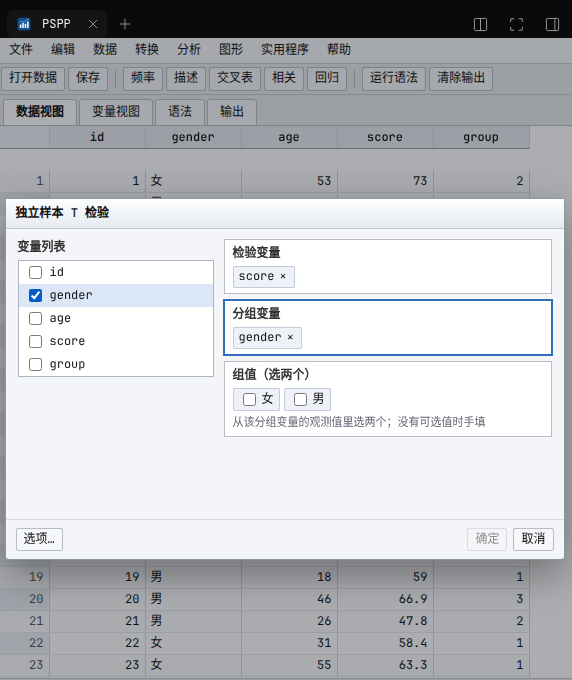 PSPP
文件 编辑 数据 转换 分析 图形 实用程序 帮助
打开数据 保存 频率 描述 交叉表 相关 回归 运行语法 清除输出
数据视图 变量视图 语法 输出
id gender age score group
1 1 女 53 73 2
独立样本 T 检验
变量列表
id
gender
age
score
group
检验变量
score ×
分组变量
gender ×
组值（选两个）
女 男
从该分组变量的观测值里选两个；没有可选值时手填
选项… 确定 取消
19 19 男 18 59 1
20 20 男 46 66.9 3
21 21 男 26 47.8 2
22 22 女 31 58.4 1
23 23 女 55 63.3 1